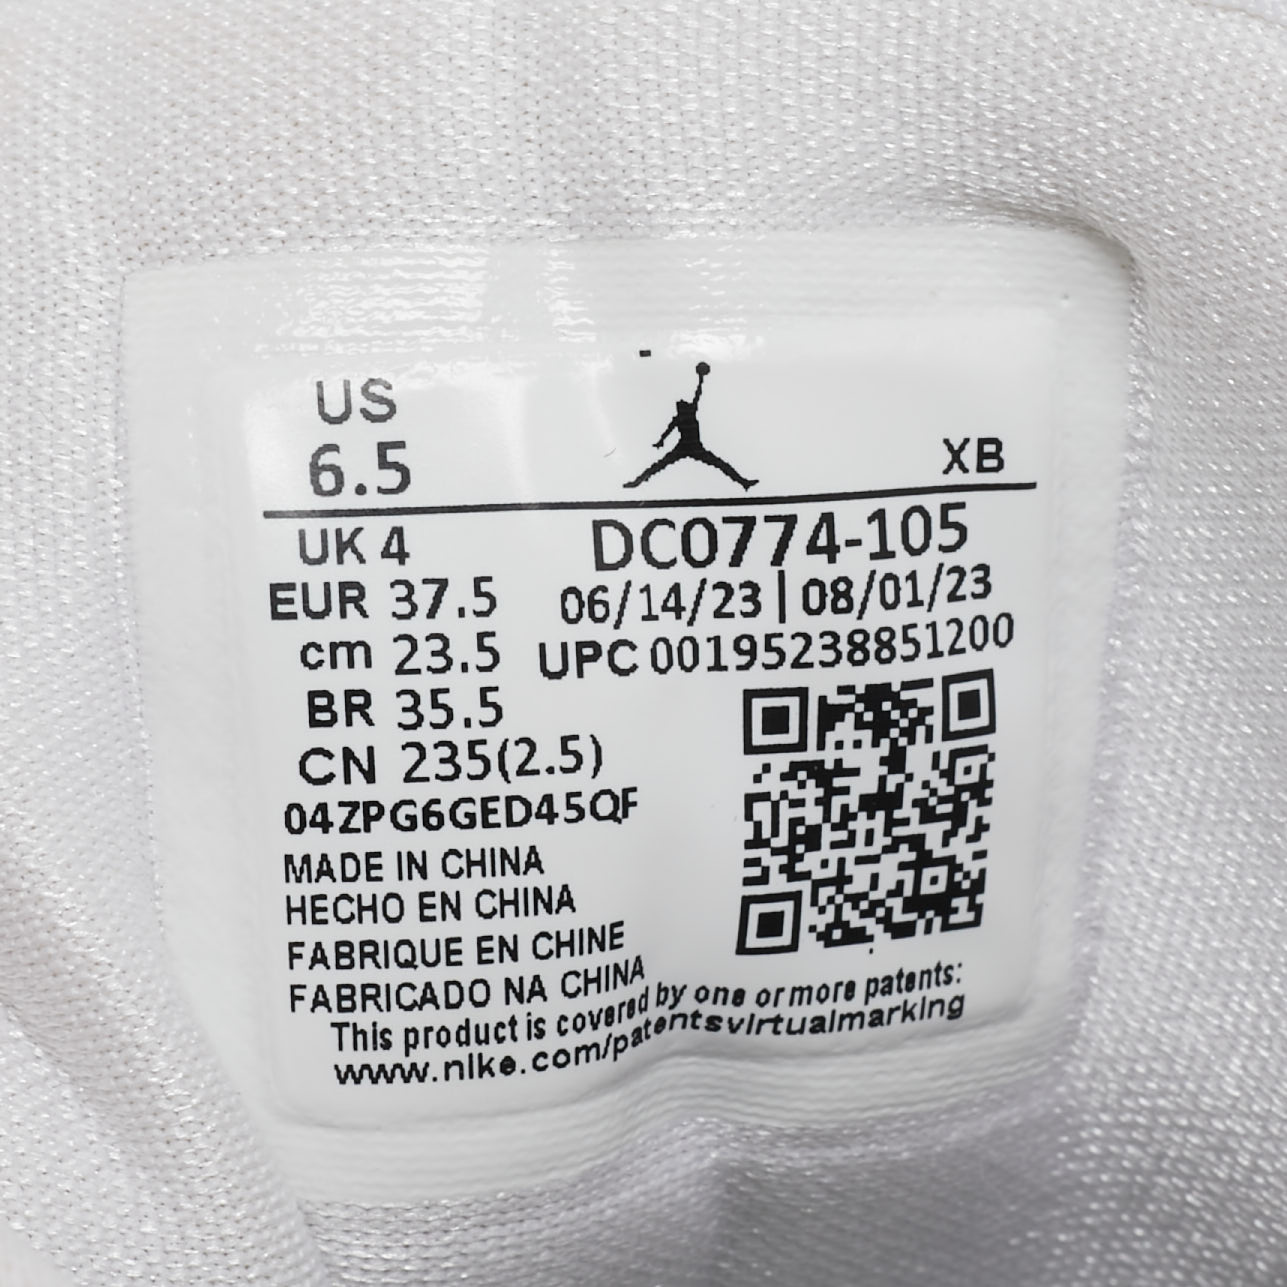 US
6.5
XB
UK 4
DC0774-105
EUR 37.5
06/14/23 | 08/01/23
cm 23.5
UPC 00195238851200
BR 35.5
CN 235(2.5)
04ZPG6GED45QF
MADE IN CHINA
HECHO EN CHINA
FABRIQUE EN CHINE
FABRICADO NA CHINA
This product is covered by one or more patents:
www.nike.com/patentsvirtualmarking